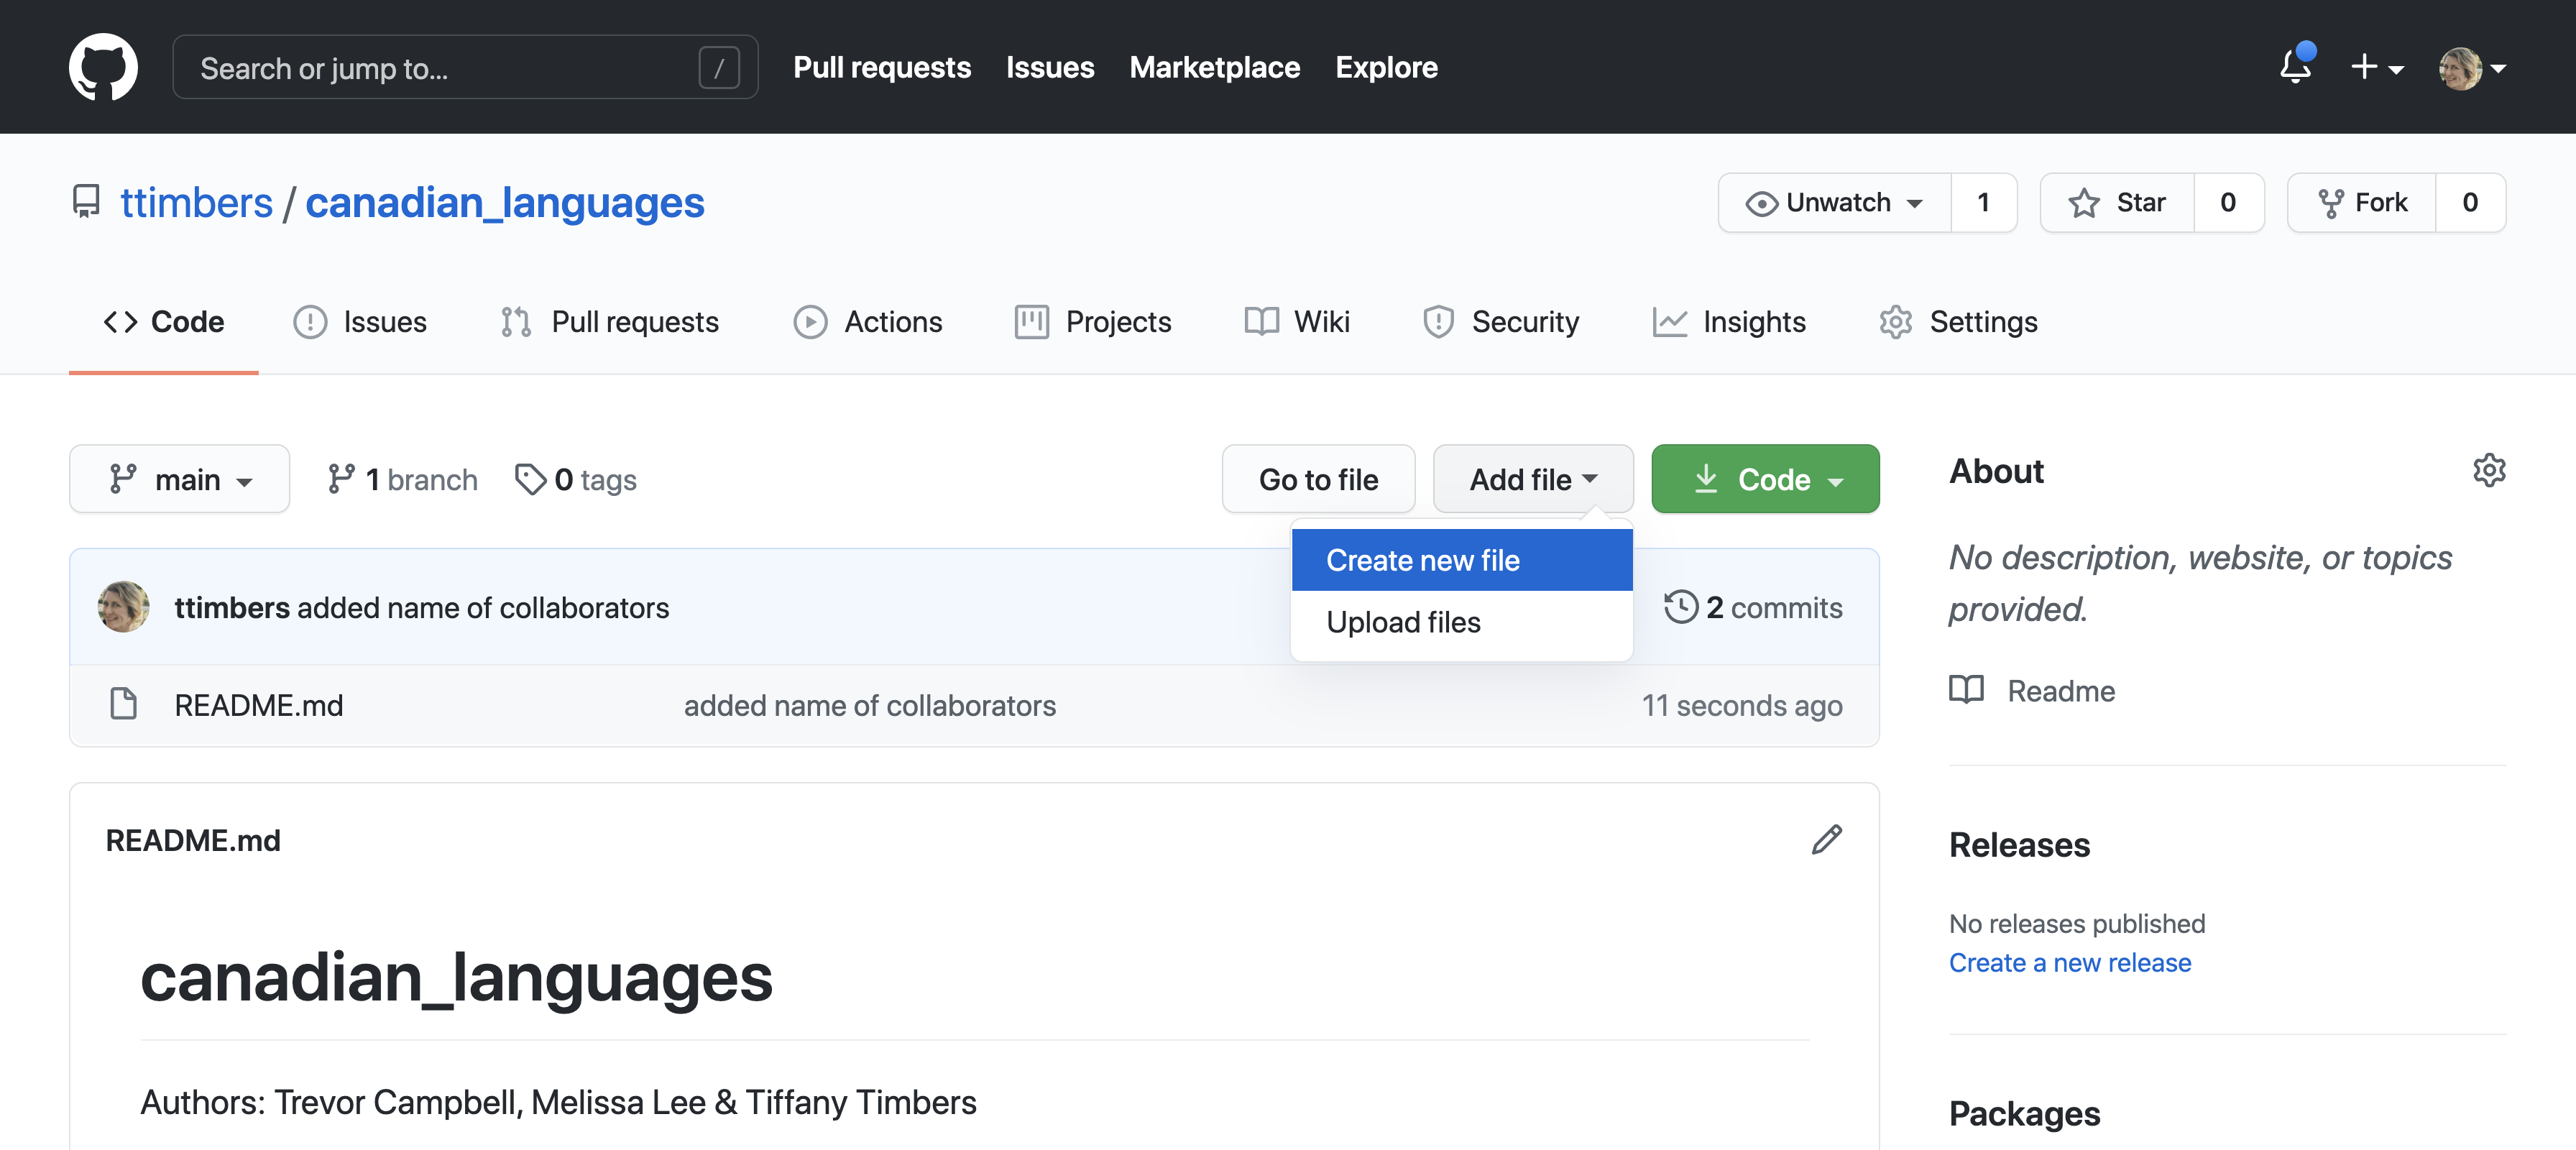 Search or jump to... /
Pull requests Issues Marketplace Explore
ttimbers / canadian_languages
Unwatch 1 Star 0 Fork 0
Code Issues Pull requests Actions Projects Wiki Security Insights Settings
main 1 branch 0 tags Go to file Add file Code
Create new file
Upload files
ttimbers added name of collaborators 2 commits
README.md added name of collaborators 11 seconds ago
README.md
canadian_languages
Authors: Trevor Campbell, Melissa Lee & Tiffany Timbers
About
No description, website, or topics
provided.
Readme
Releases
No releases published
Create a new release
Packages